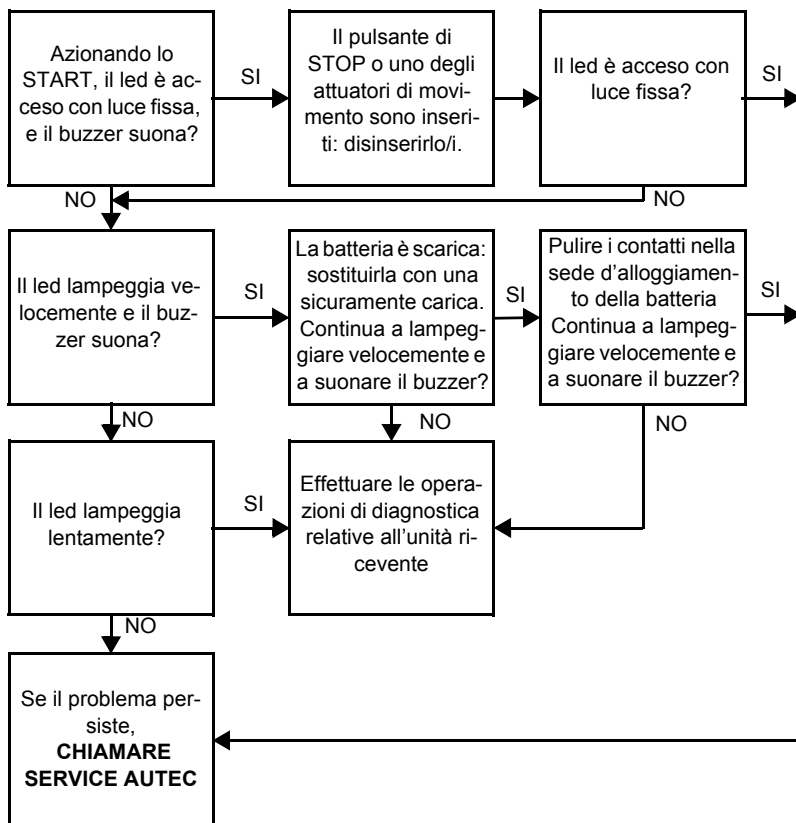 Azionando lo
START, il led è ac-
ceso con luce fissa,
e il buzzer suona?
SI
Il pulsante di
STOP o uno degli
attuatori di movi-
mento sono inseri-
ti: disinserirlo/i.
Il led è acceso con
luce fissa?
SI
NO
NO
Il led lampeggia ve-
locemente e il buz-
zer suona?
SI
La batteria è scarica:
sostituirla con una
sicuramente carica.
Continua a lampeg-
giare velocemente e
a suonare il buzzer?
SI
Pulire i contatti nella
sede d'alloggiamen-
to della batteria
Continua a lampeg-
giare velocemente e
a suonare il buzzer?
SI
NO
NO
NO
Il led lampeggia
lentamente?
SI
Effettuare le opera-
zioni di diagnostica
relative all'unità ri-
cevente
NO
Se il problema per-
siste,
CHIAMARE
SERVICE AUTEC